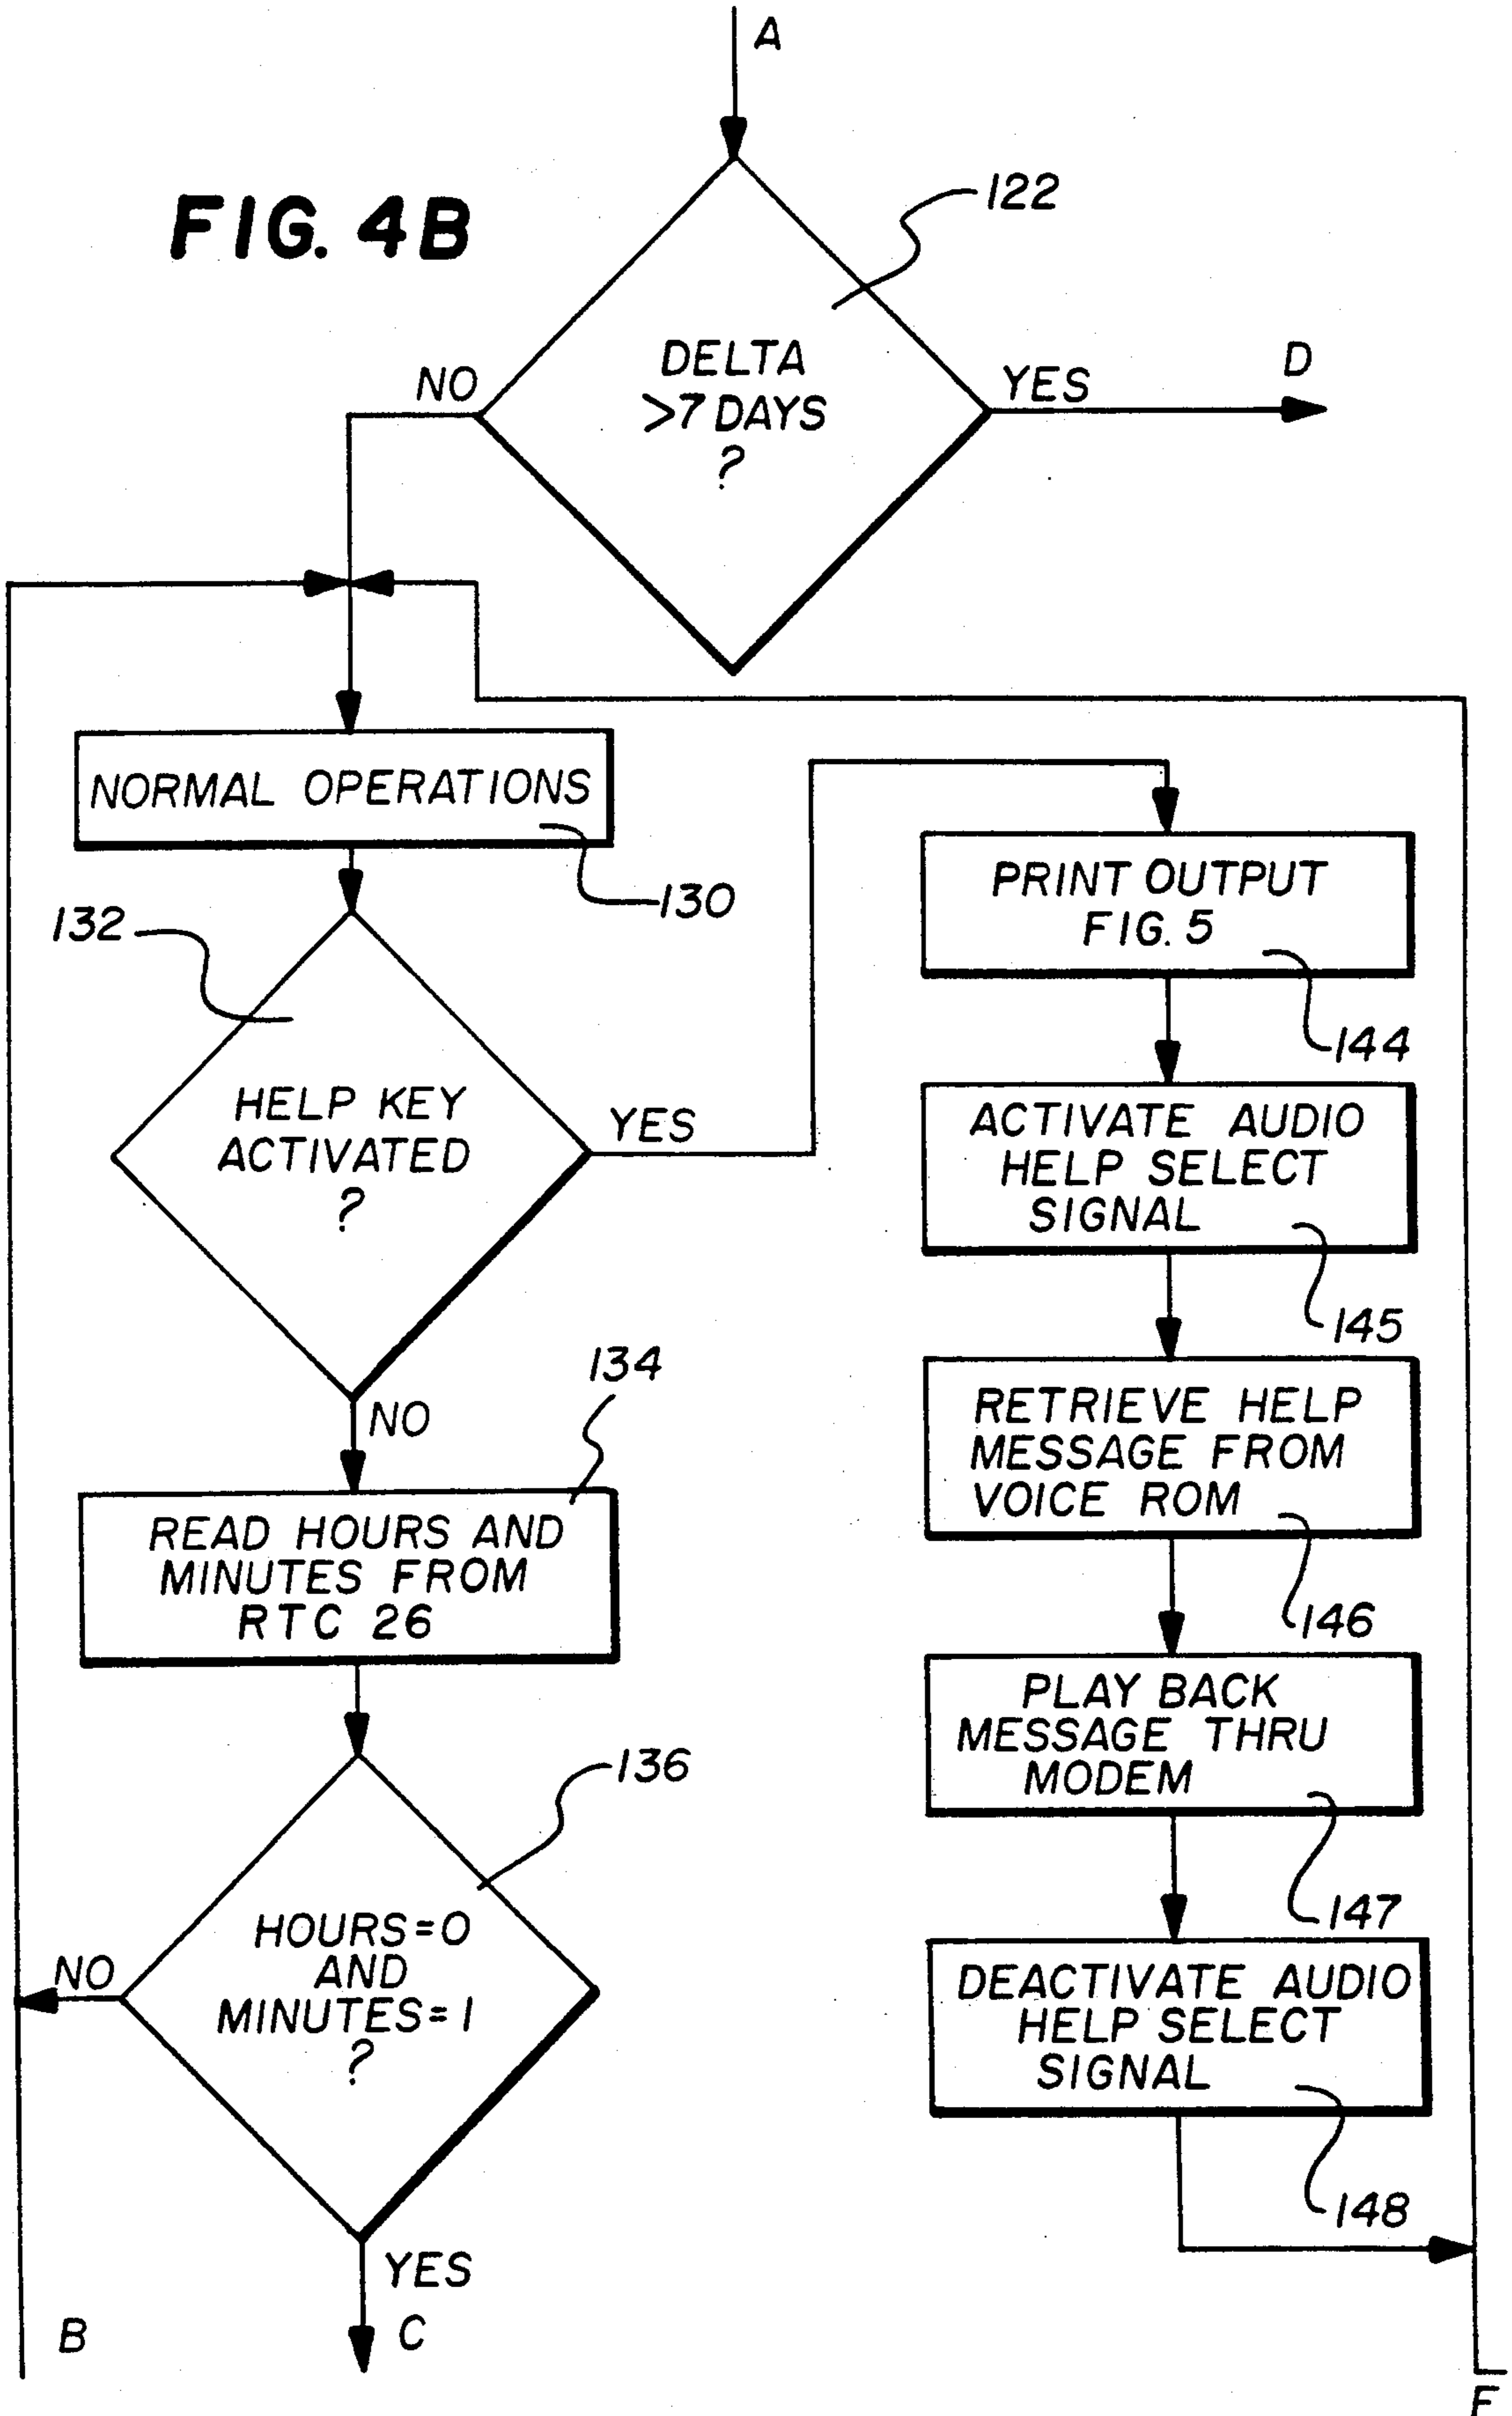 A
FIG. 4B
122
DELTA
>7 DAYS
?
NO
YES
D
NORMAL OPERATIONS
130
132
HELP KEY
ACTIVATED
?
YES
NO
134
READ HOURS AND
MINUTES FROM
RTC 26
136
HOURS=0
AND
MINUTES=1
?
NO
YES
B
C
PRINT OUTPUT
FIG. 5
144
ACTIVATE AUDIO
HELP SELECT
SIGNAL
145
RETRIEVE HELP
MESSAGE FROM
VOICE ROM
146
PLAY BACK
MESSAGE THRU
MODEM
147
DEACTIVATE AUDIO
HELP SELECT
SIGNAL
148